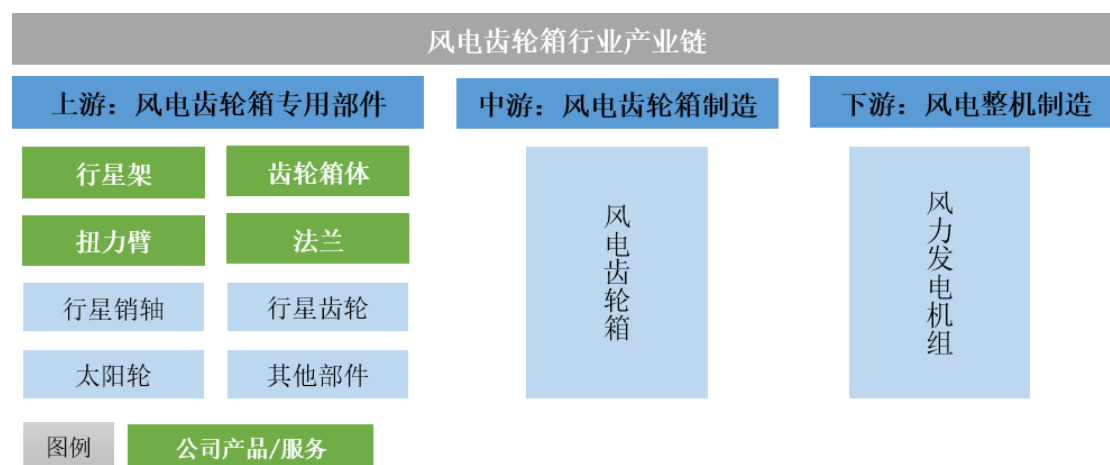 风电齿轮箱行业产业链
上游：风电齿轮箱专用部件
中游：风电齿轮箱制造
下游：风电整机制造
行星架
齿轮箱体
扭力臂
法兰
行星销轴
行星齿轮
太阳轮
其他部件
风电齿轮箱
风力发电机组
图例
公司产品/服务